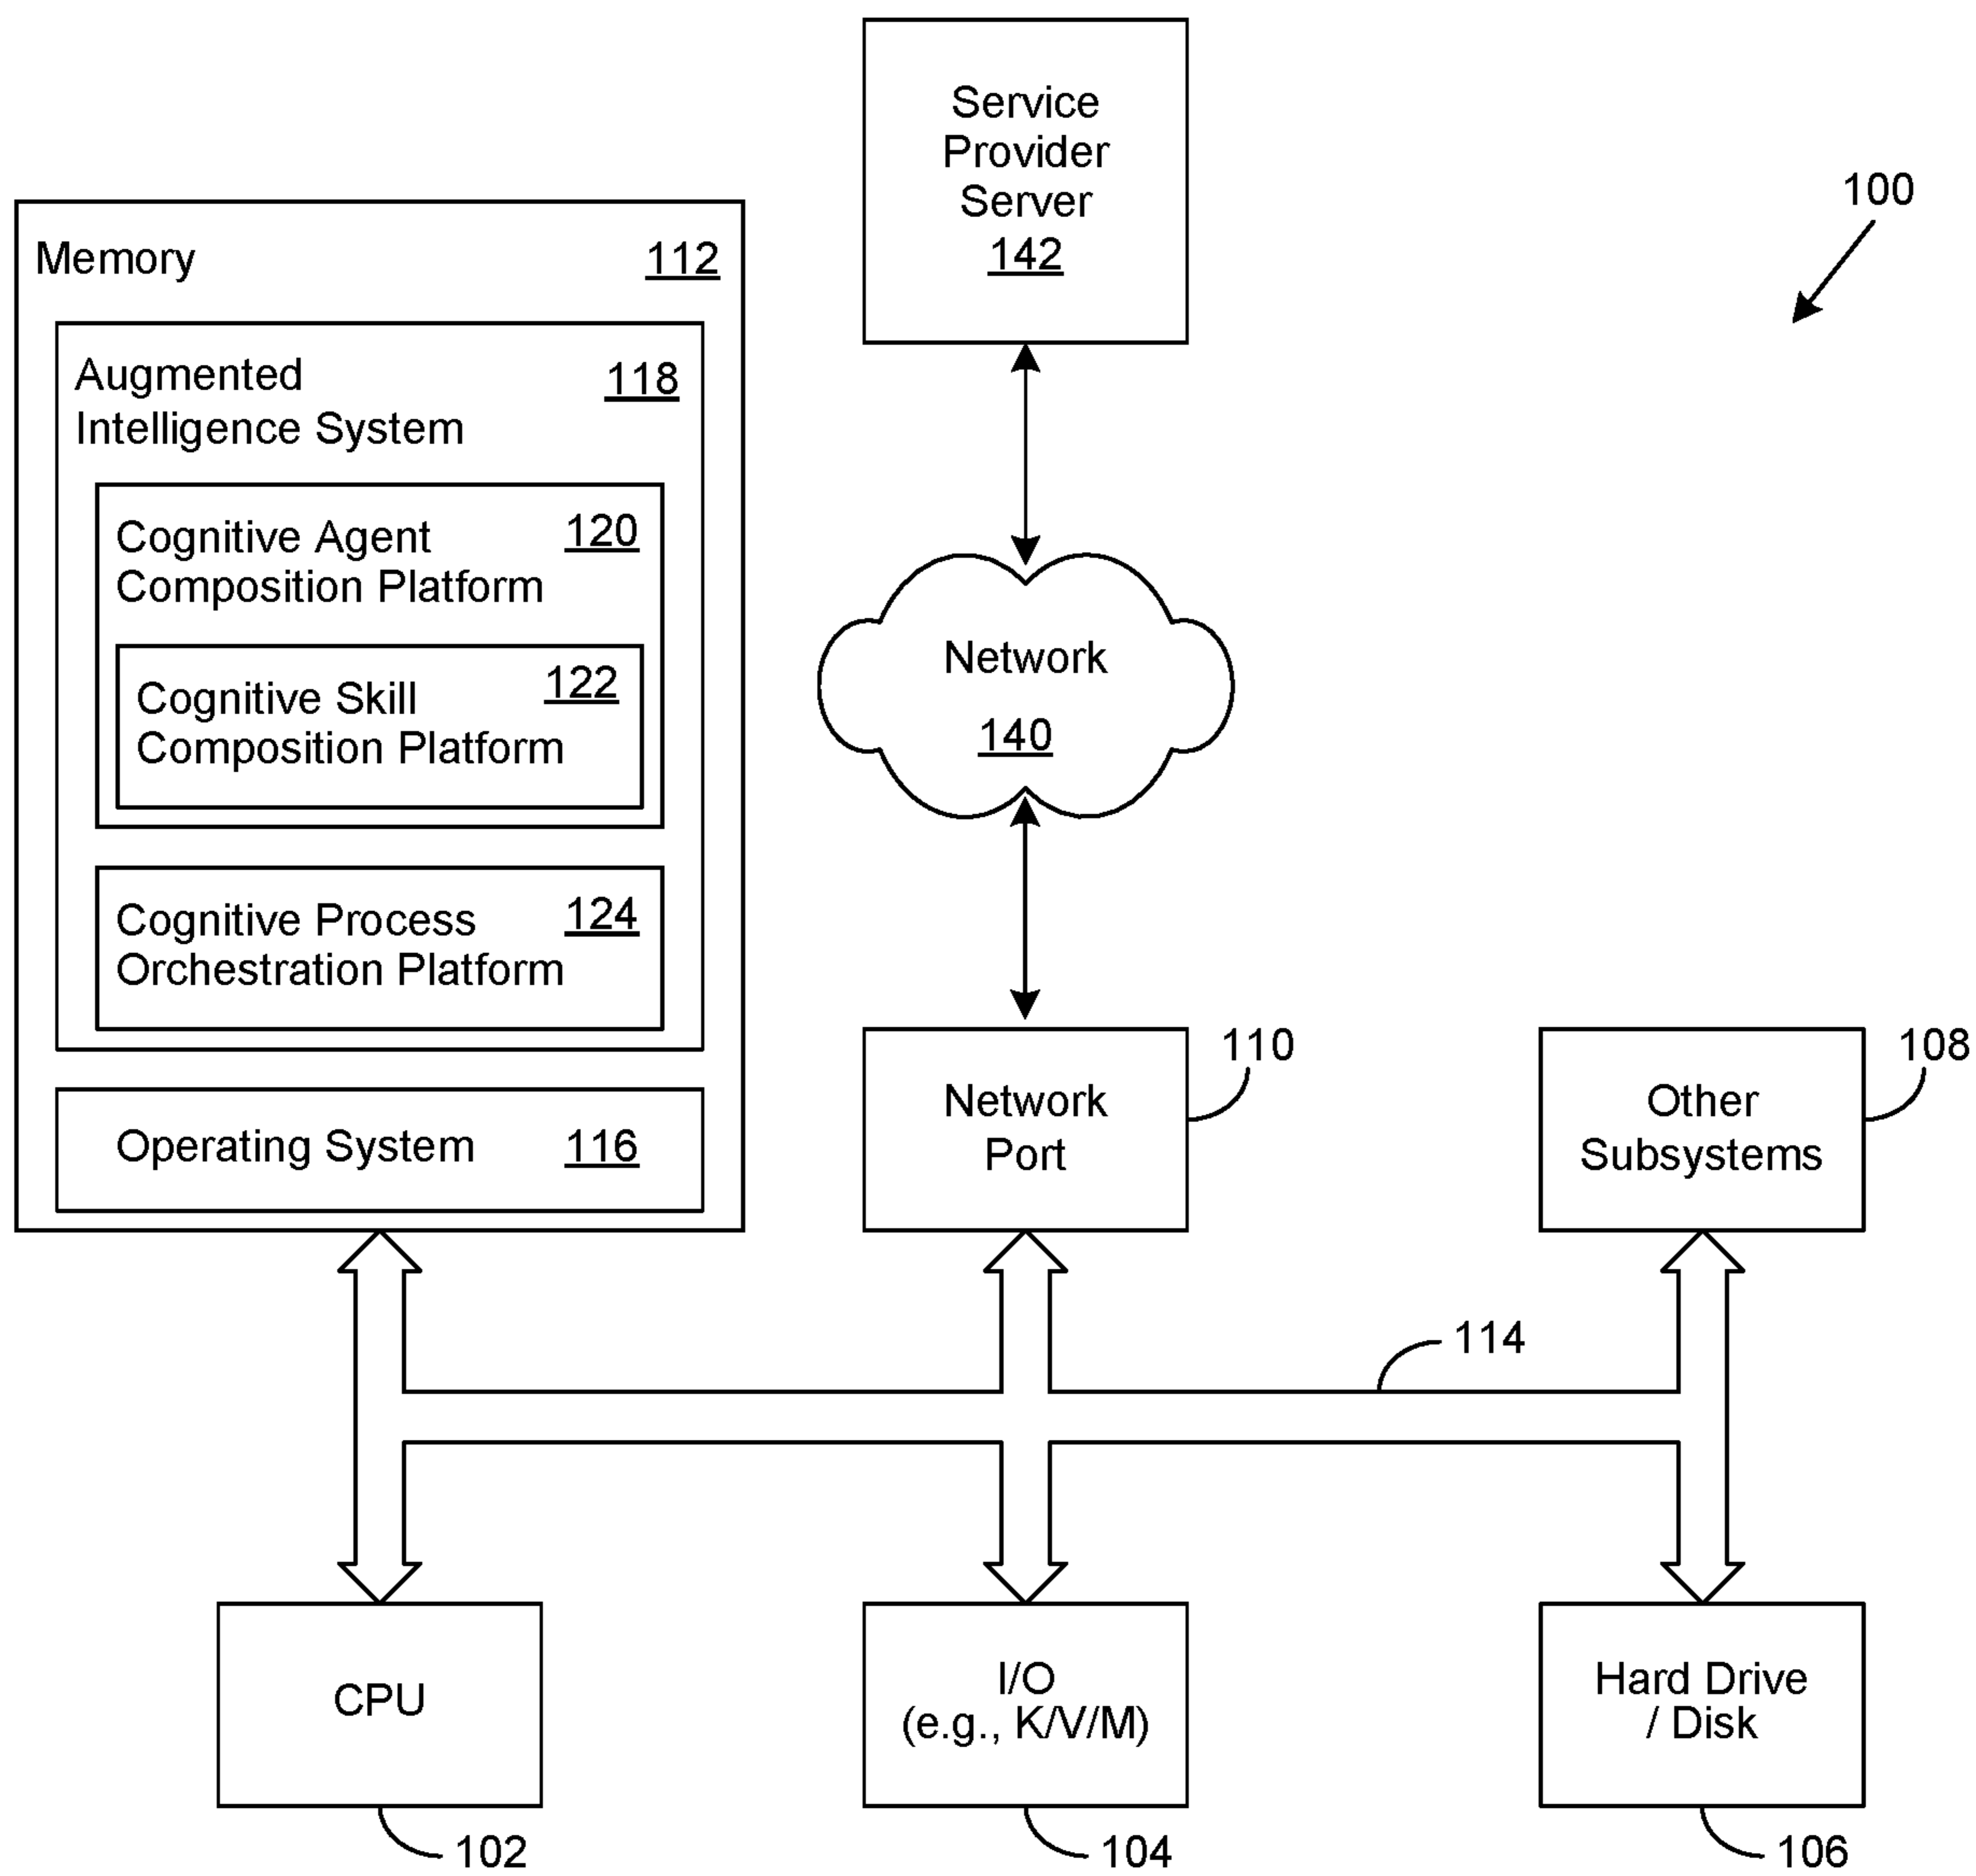 Service
Provider
Server
142
100
Memory 112
Augmented 118
Intelligence System
Cognitive Agent 120
Composition Platform
Cognitive Skill 122
Composition Platform
Cognitive Process 124
Orchestration Platform
Operating System 116
Network
140
Network
Port
110
Other
Subsystems
108
114
CPU
102
I/O
(e.g., K/V/M)
104
Hard Drive
/ Disk
106